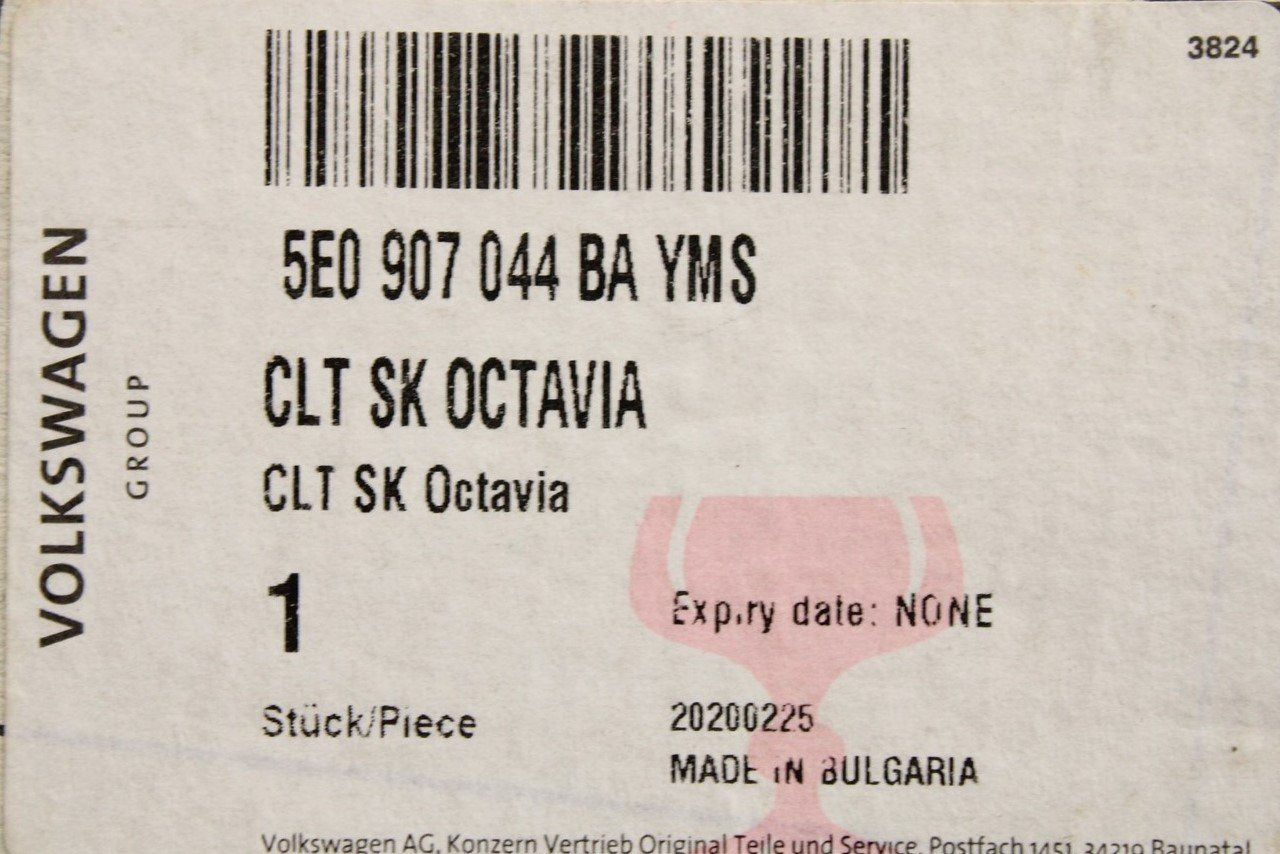 3824
VOLKSWAGEN
GROUP
5E0 907 044 BA YMS
CLT SK OCTAVIA
CLT SK Octavia
1
Expiry date: NONE
Stück/Piece
20200225
MADE IN BULGARIA
Volkswagen AG, Konzern Vertrieb Original Teile und Service, Postfach 1451, 34219 Baunatal